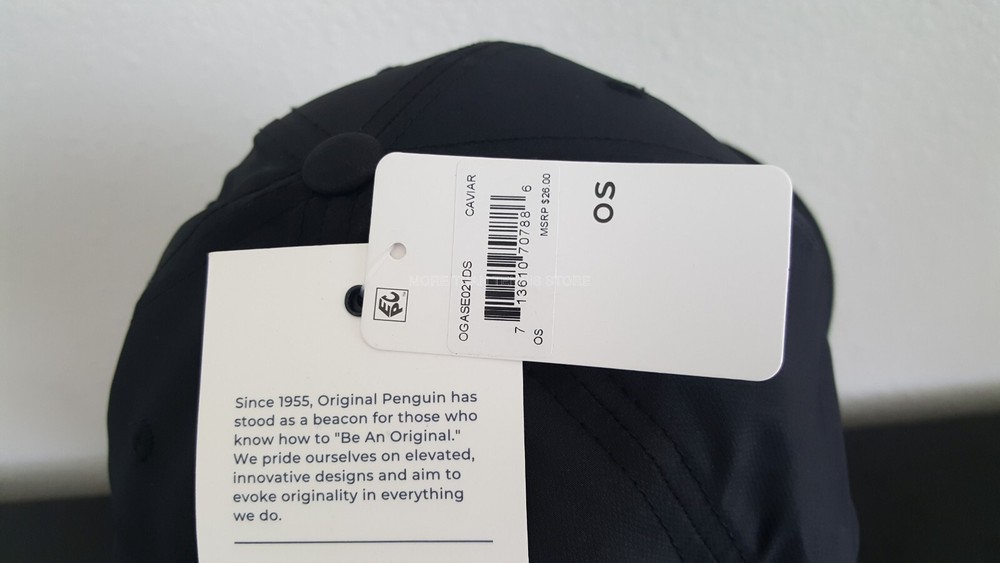 OGASE021DS CAVIAR
7 13610 70788 6
OS MSRP $26.00
OS
EPC
Since 1955, Original Penguin has
stood as a beacon for those who
know how to "Be An Original."
We pride ourselves on elevated,
innovative designs and aim to
evoke originality in everything
we do.